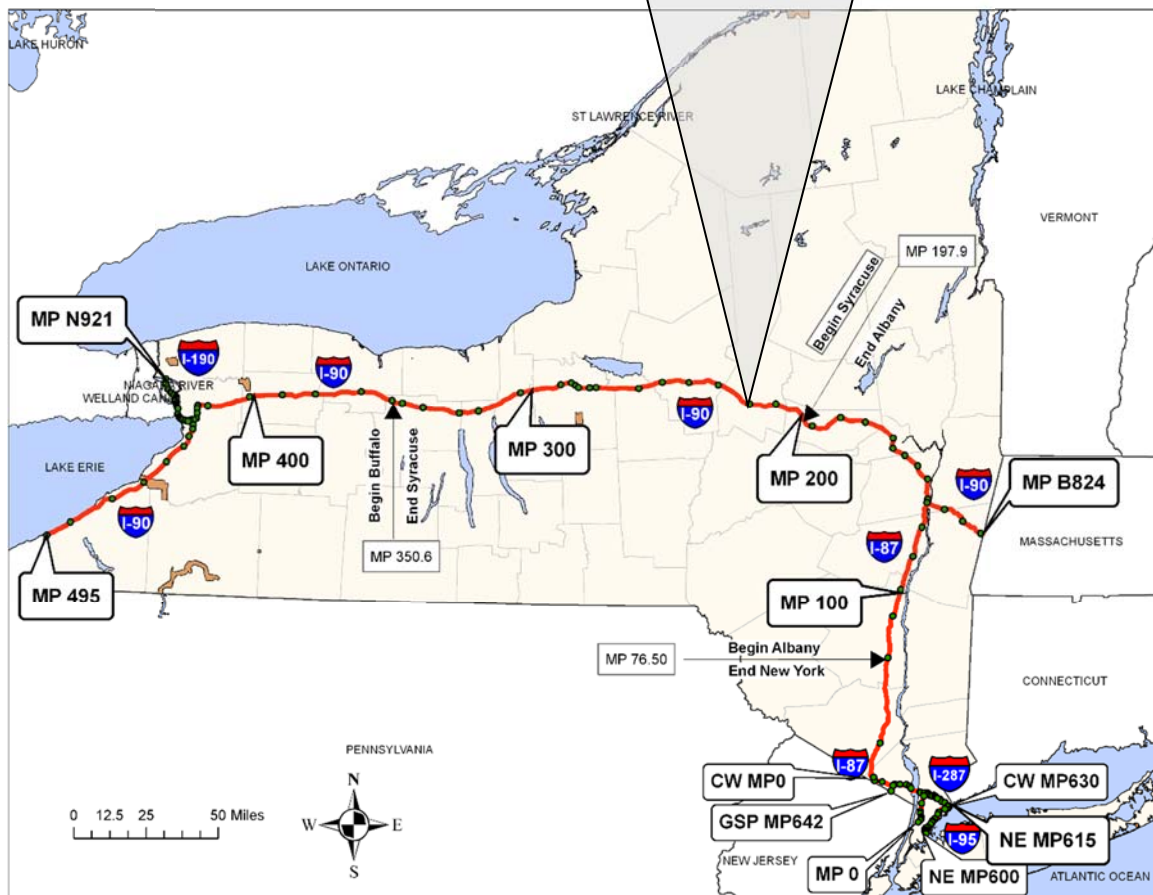 LAKE HURON
LAKE CHAMPLAIN
ST LAWRENCE RIVER
VERMONT
MP 197.9
LAKE ONTARIO
Begin Syracuse
End Albany
MP N921
I-190
I-90
NIAGARA RIVER
WELLAND CAN
I-90
MP 400
MP 300
MP 200
I-90
MP B824
LAKE ERIE
Begin Buffalo
End Syracuse
I-90
MP 350.6
I-87
MASSACHUSETTS
MP 495
MP 100
MP 76.50
Begin Albany
End New York
CONNECTICUT
PENNSYLVANIA
I-87
I-287
CW MP0
CW MP630
N
W
E
S
0 12.5 25 50 Miles
GSP MP642
NE MP615
I-95
NEW JERSEY
MP 0
NE MP600
ATLANTIC OCEAN